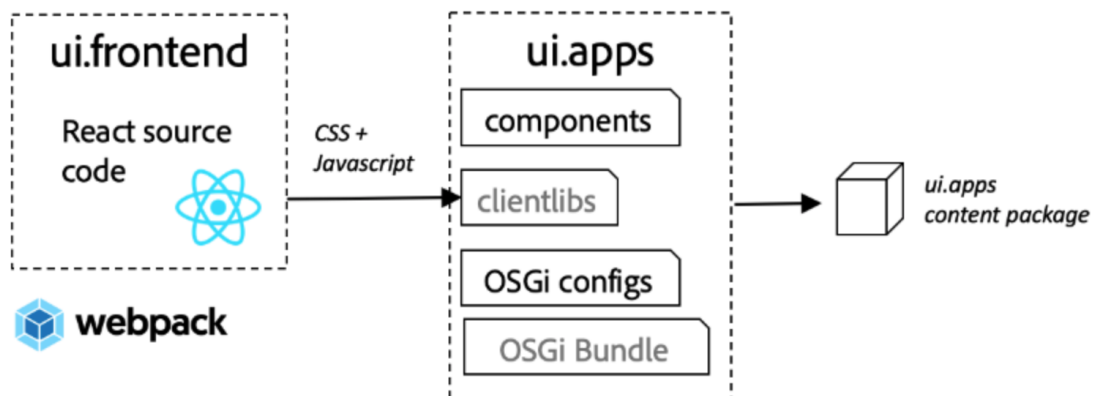 ui.frontend
React source
code
webpack
CSS +
Javascript
ui.apps
components
clientlibs
OSGi configs
OSGi Bundle
ui.apps
content package